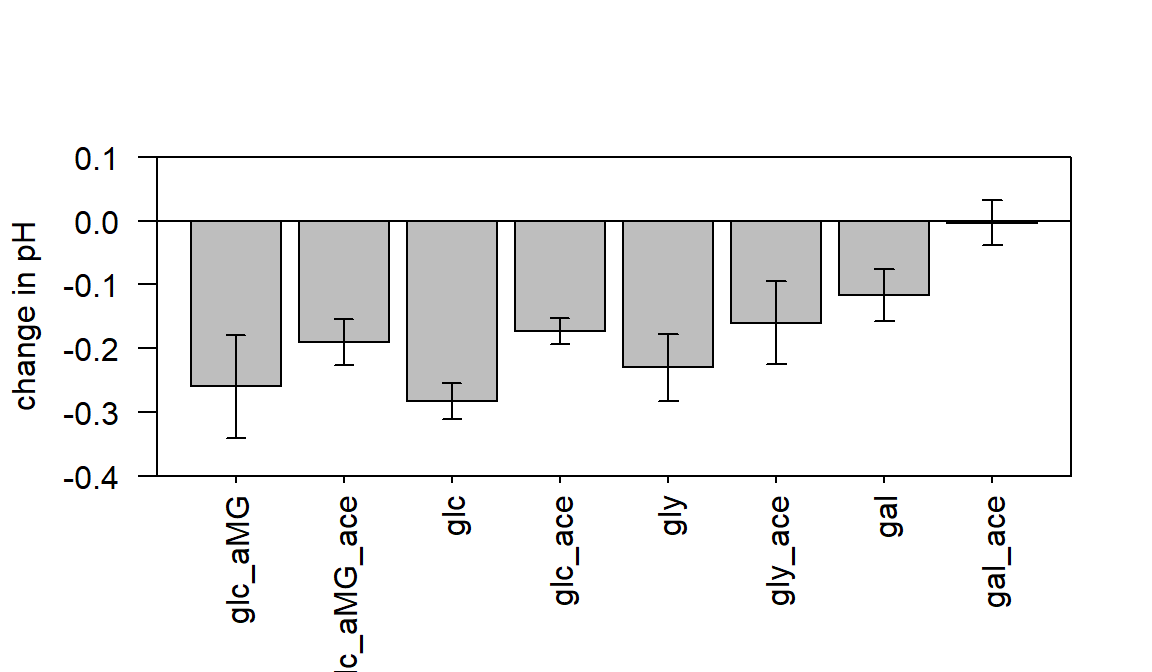 0.1
0.0
-0.1
-0.2
-0.3
-0.4
change in pH
glc_aMG
lc_aMG_ace
glc
glc_ace
gly
gly_ace
gal
gal_ace